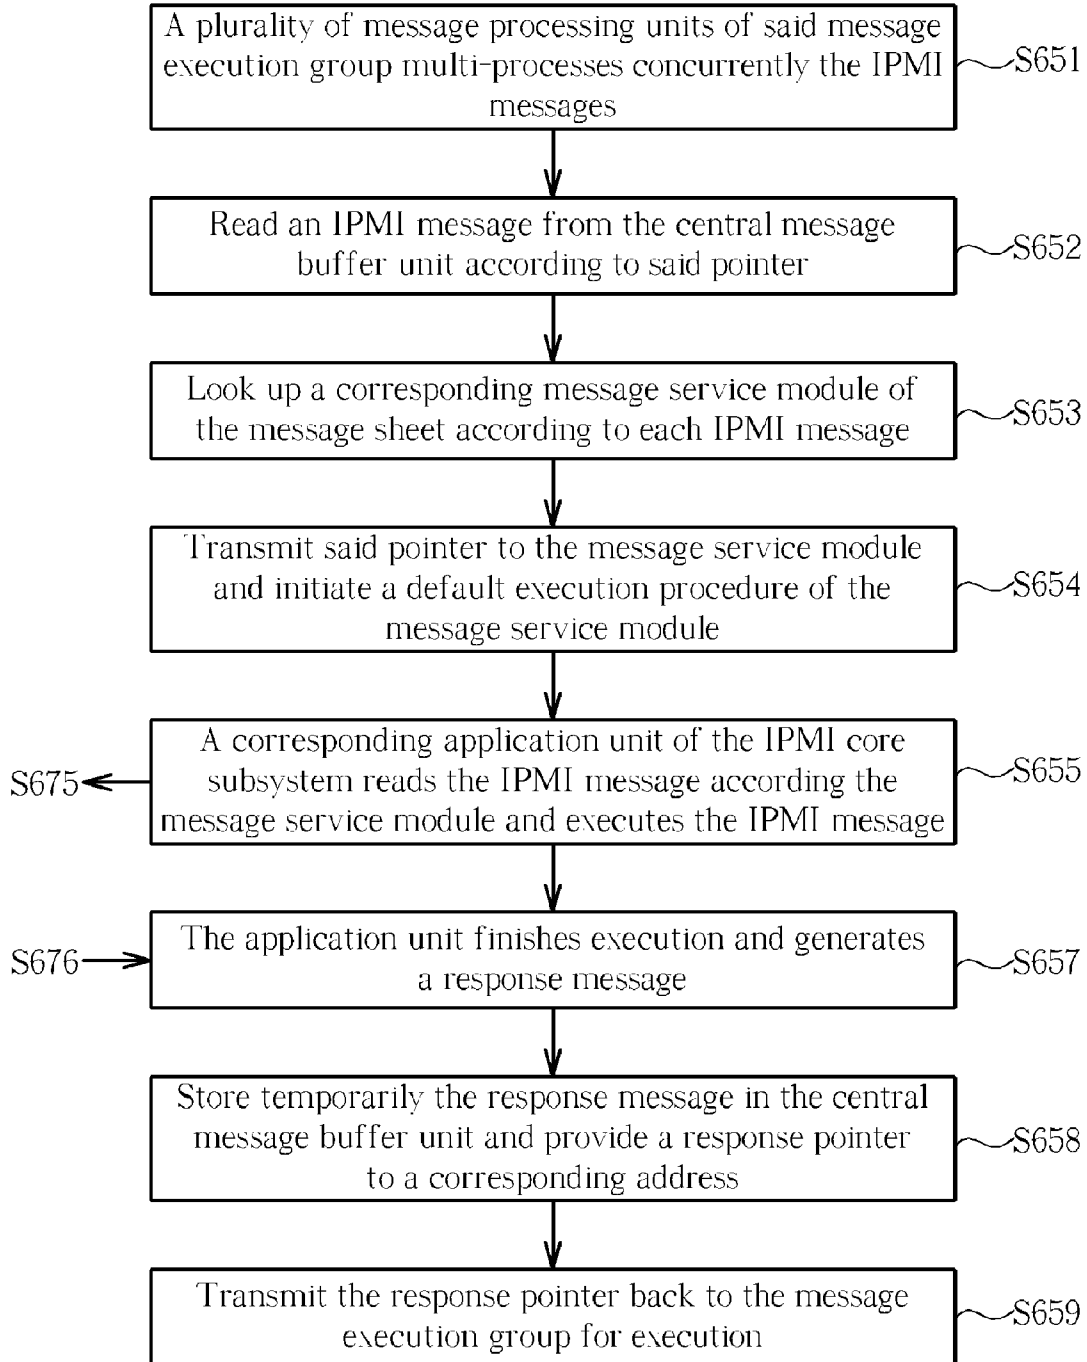 A plurality of message processing units of said message
execution group multi-processes concurrently the IPMI
messages
S651
Read an IPMI message from the central message
buffer unit according to said pointer
S652
Look up a corresponding message service module of
the message sheet according to each IPMI message
S653
Transmit said pointer to the message service module
and initiate a default execution procedure of the
message service module
S654
A corresponding application unit of the IPMI core
subsystem reads the IPMI message according the
message service module and executes the IPMI message
S655
S675
The application unit finishes execution and generates
a response message
S657
S676
Store temporarily the response message in the central
message buffer unit and provide a response pointer
to a corresponding address
S658
Transmit the response pointer back to the message
execution group for execution
S659